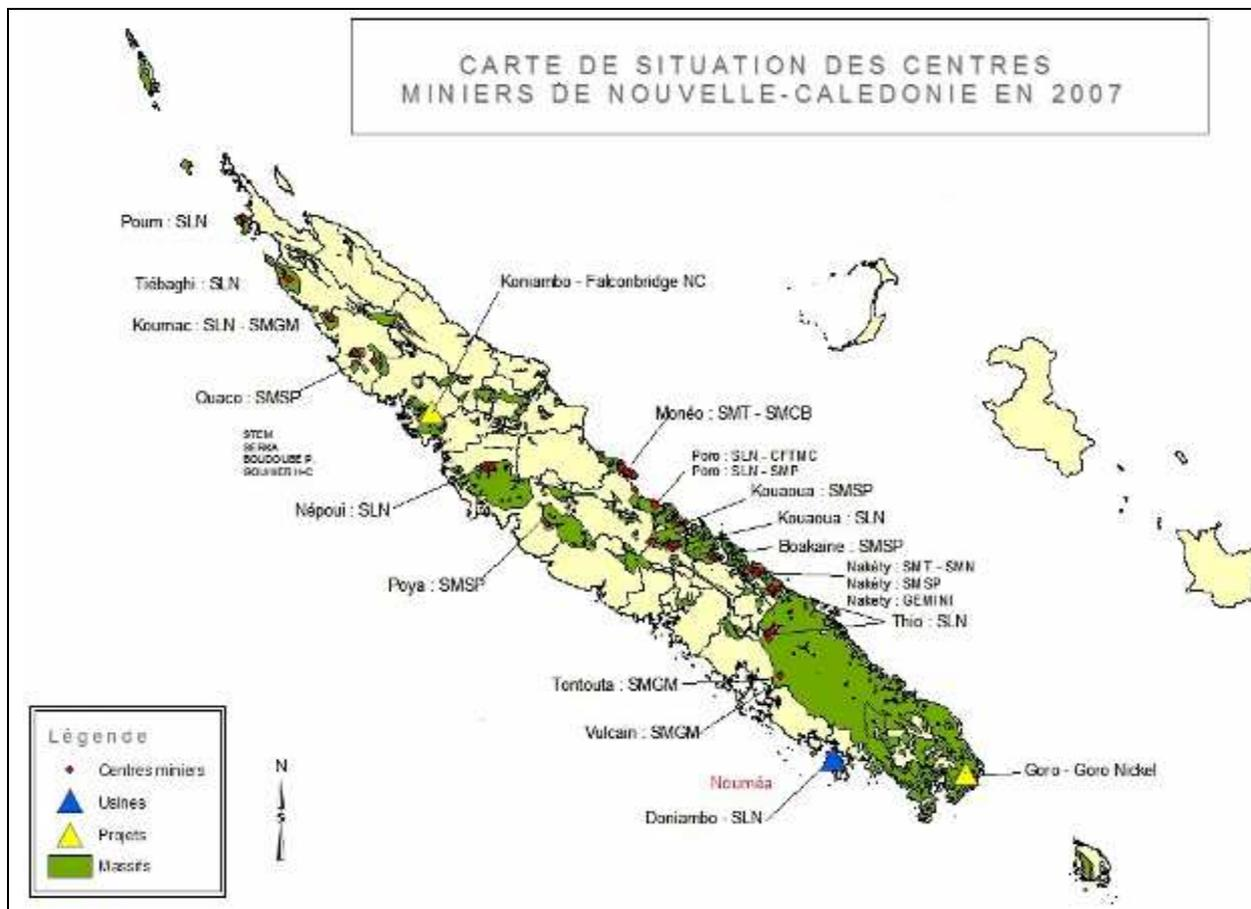 CARTE DE SITUATION DES CENTRES
MINIERS DE NOUVELLE-CALEDONIE EN 2007
Poum : SLN
Tiébaghi : SLN
Koumac : SLN - SMGM
Ouaco : SMSP
STEM
SERKA
Koniambo - Falconbridge NC
Népoui : SLN
Poya : SMSP
Monéo : SMT - SMCB
Poro : SLN - CFTMC
Poro : SLN - SMP
Kouaoua : SMSP
Kouaoua : SLN
Boakaine : SMSP
Nakéty : SMT - SMN
Nakéty : SMSP
Nakety : GEMINI
Thio : SLN
Tontouta : SMGM
Vulcain : SMGM
Nouméa
Doniambo - SLN
Goro - Goro Nickel
Légende
Centres miniers
Usines
Projets
Massifs
N
S